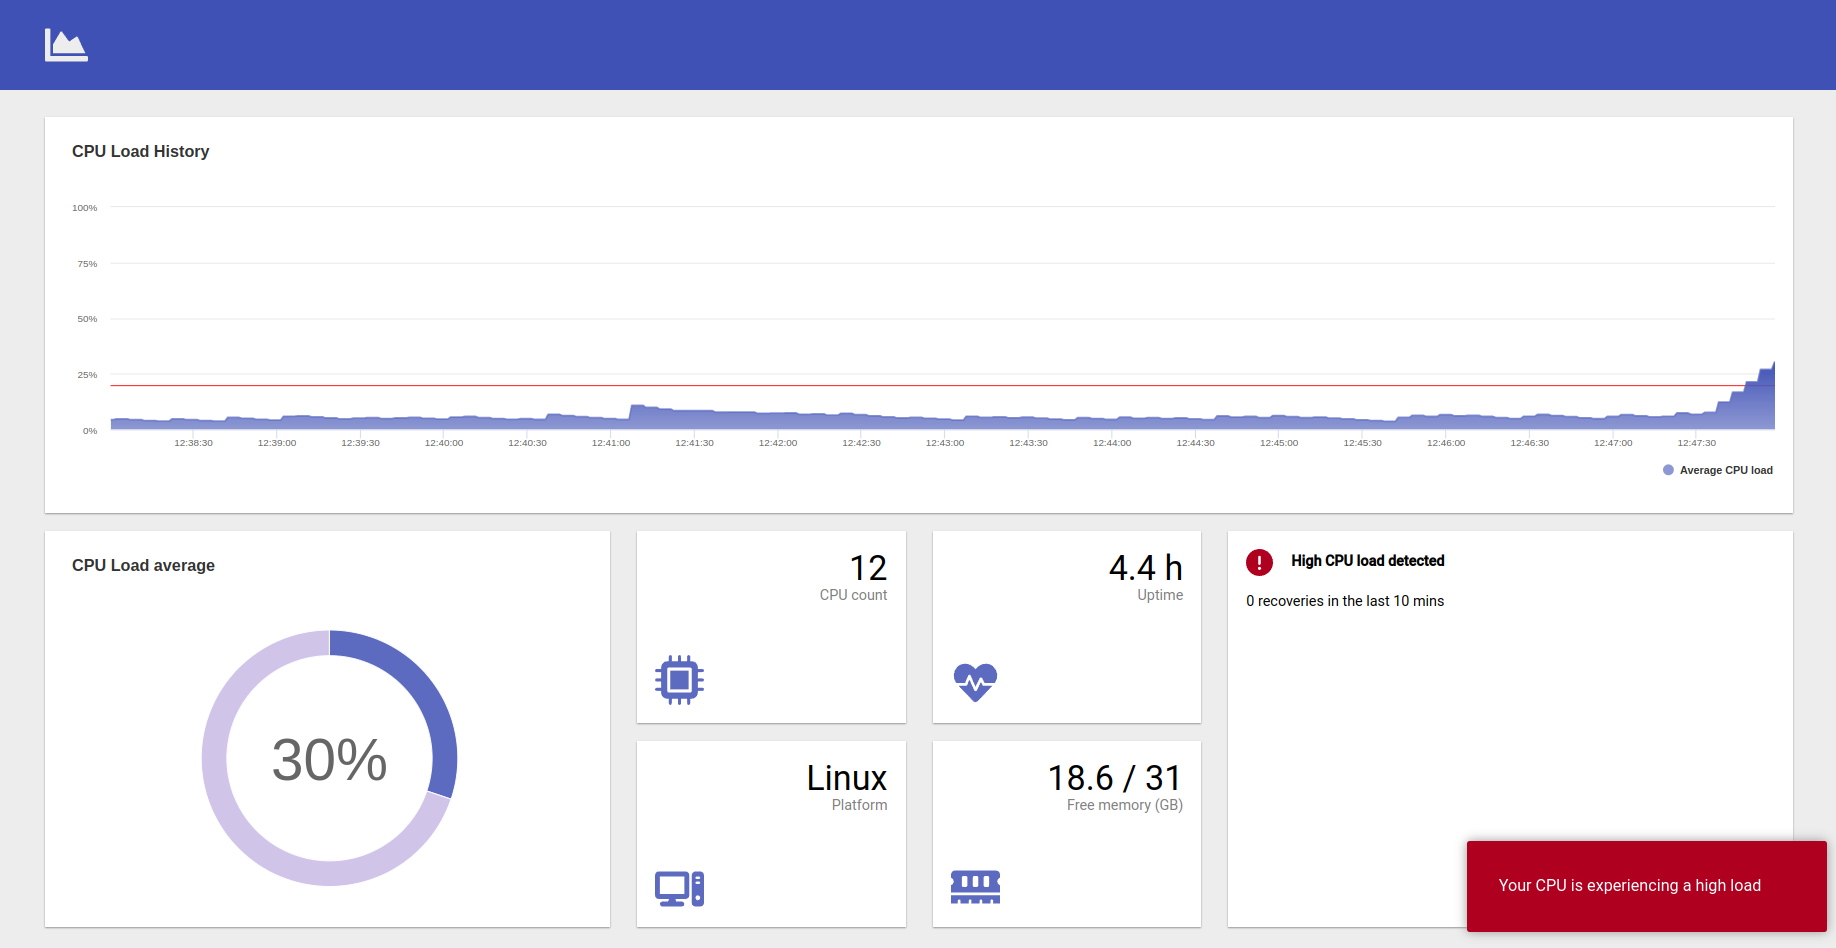 CPU Load History
100%
75%
50%
25%
0%
12:38:30 12:39:00 12:39:30 12:40:00 12:40:30 12:41:00 12:41:30 12:42:00 12:42:30 12:43:00 12:43:30 12:44:00 12:44:30 12:45:00 12:45:30 12:46:00 12:46:30 12:47:00 12:47:30
Average CPU load
CPU Load average
30%
12
CPU count
4.4 h
Uptime
Linux
Platform
18.6 / 31
Free memory (GB)
High CPU load detected
0 recoveries in the last 10 mins
Your CPU is experiencing a high load